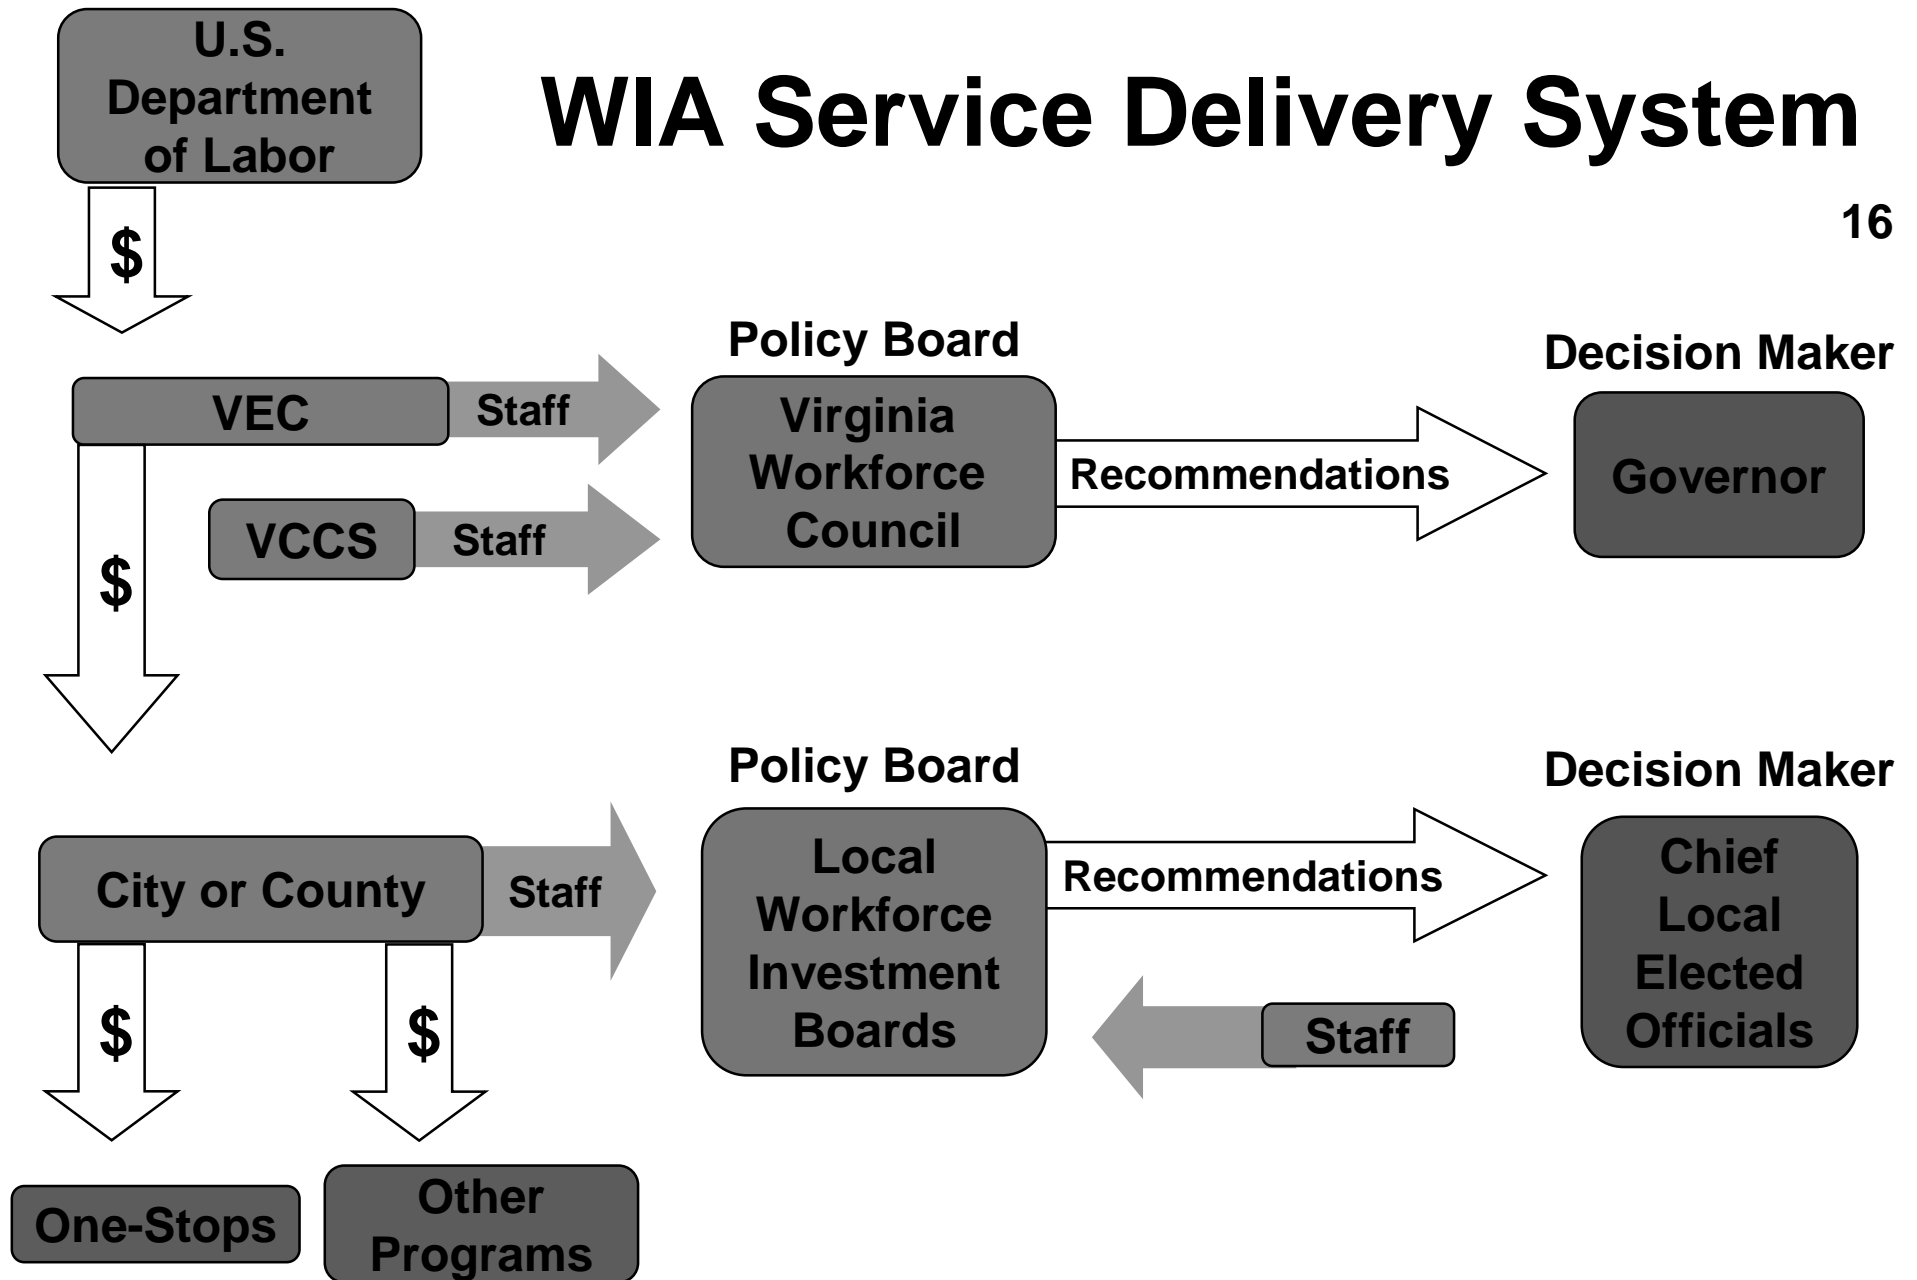 U.S.
Department
of Labor
WIA Service Delivery System
16
$
Policy Board
Decision Maker
VEC
Staff
Virginia
Workforce
Council
Recommendations
Governor
VCCS
Staff
$
Policy Board
Decision Maker
City or County
Staff
Local
Workforce
Investment
Boards
Recommendations
Chief
Local
Elected
Officials
Staff
$
$
One-Stops
Other
Programs